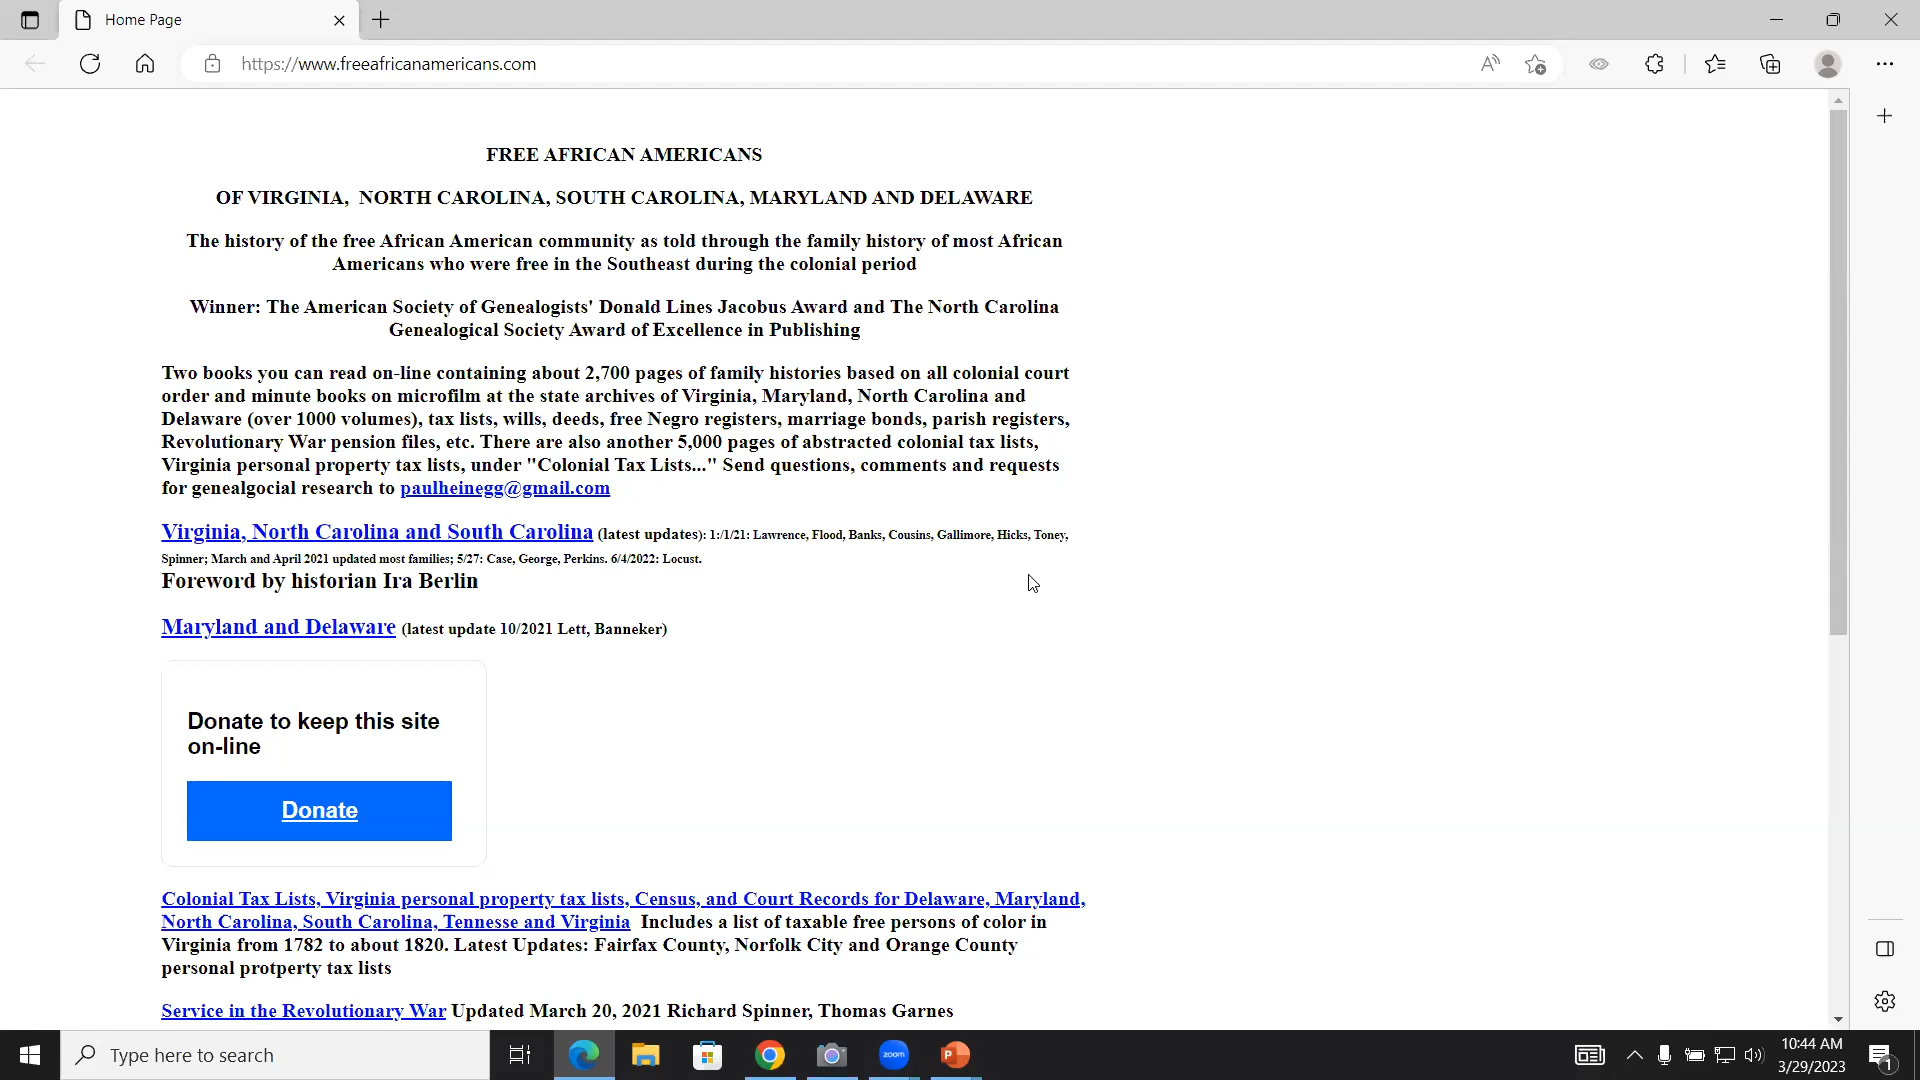 Home Page
https://www.freeafricanamericans.com
FREE AFRICAN AMERICANS
OF VIRGINIA, NORTH CAROLINA, SOUTH CAROLINA, MARYLAND AND DELAWARE
The history of the free African American community as told through the family history of most African
Americans who were free in the Southeast during the colonial period
Winner: The American Society of Genealogists' Donald Lines Jacobus Award and The North Carolina
Genealogical Society Award of Excellence in Publishing
Two books you can read on-line containing about 2,700 pages of family histories based on all colonial court
order and minute books on microfilm at the state archives of Virginia, Maryland, North Carolina and
Delaware (over 1000 volumes), tax lists, wills, deeds, free Negro registers, marriage bonds, parish registers,
Revolutionary War pension files, etc. There are also another 5,000 pages of abstracted colonial tax lists,
Virginia personal property tax lists, under "Colonial Tax Lists..." Send questions, comments and requests
for genealgocial research to paulheinegg@gmail.com
Virginia, North Carolina and South Carolina (latest updates): 1:/1/21: Lawrence, Flood, Banks, Cousins, Gallimore, Hicks, Toney,
Spinner; March and April 2021 updated most families; 5/27: Case, George, Perkins. 6/4/2022: Locust.
Foreword by historian Ira Berlin
Maryland and Delaware (latest update 10/2021 Lett, Banneker)
Donate to keep this site
on-line
Donate
Colonial Tax Lists, Virginia personal property tax lists, Census, and Court Records for Delaware, Maryland,
North Carolina, South Carolina, Tennesse and Virginia Includes a list of taxable free persons of color in
Virginia from 1782 to about 1820. Latest Updates: Fairfax County, Norfolk City and Orange County
personal protperty tax lists
Service in the Revolutionary War Updated March 20, 2021 Richard Spinner, Thomas Garnes
Type here to search
zoom
P
10:44 AM
3/29/2023
1